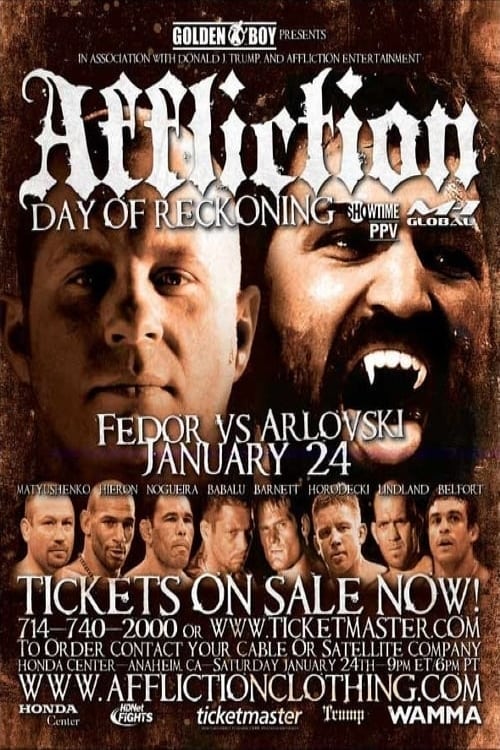 GOLDEN BOY PRESENTS
IN ASSOCIATION WITH DONALD J. TRUMP, AND AFFLICTION ENTERTAINMENT
Affliction
DAY OF RECKONING SHOWTIME PPV M-1 GLOBAL
FEDOR VS ARLOVSKI
JANUARY 24
MATYUSHENKO HIERON NOGUEIRA BABALU BARNETT HORODECKI LINDLAND BELFORT
TICKETS ON SALE NOW!
714-740-2000 OR WWW.TICKETMASTER.COM
TO ORDER CONTACT YOUR CABLE OR SATELLITE COMPANY
HONDA CENTER-ANAHEIM, CA-SATURDAY JANUARY 24TH-9PM ET/6PM PT
WWW.AFFLICTIONCLOTHING.COM
HONDA Center HDNet FIGHTS ticketmaster Trump WAMMA